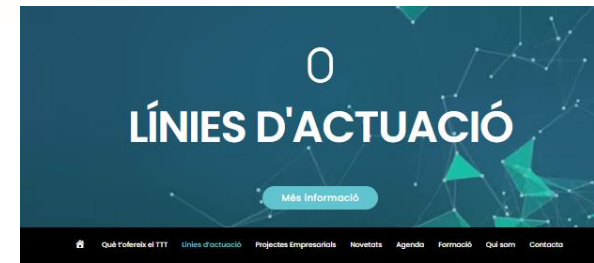 0
LÍNIES D'ACTUACIÓ
Més Informació
Què t'ofereix el TTT Línies d'actuació Projectes Empresarials Novetats Agenda Formació Qui som Contacta